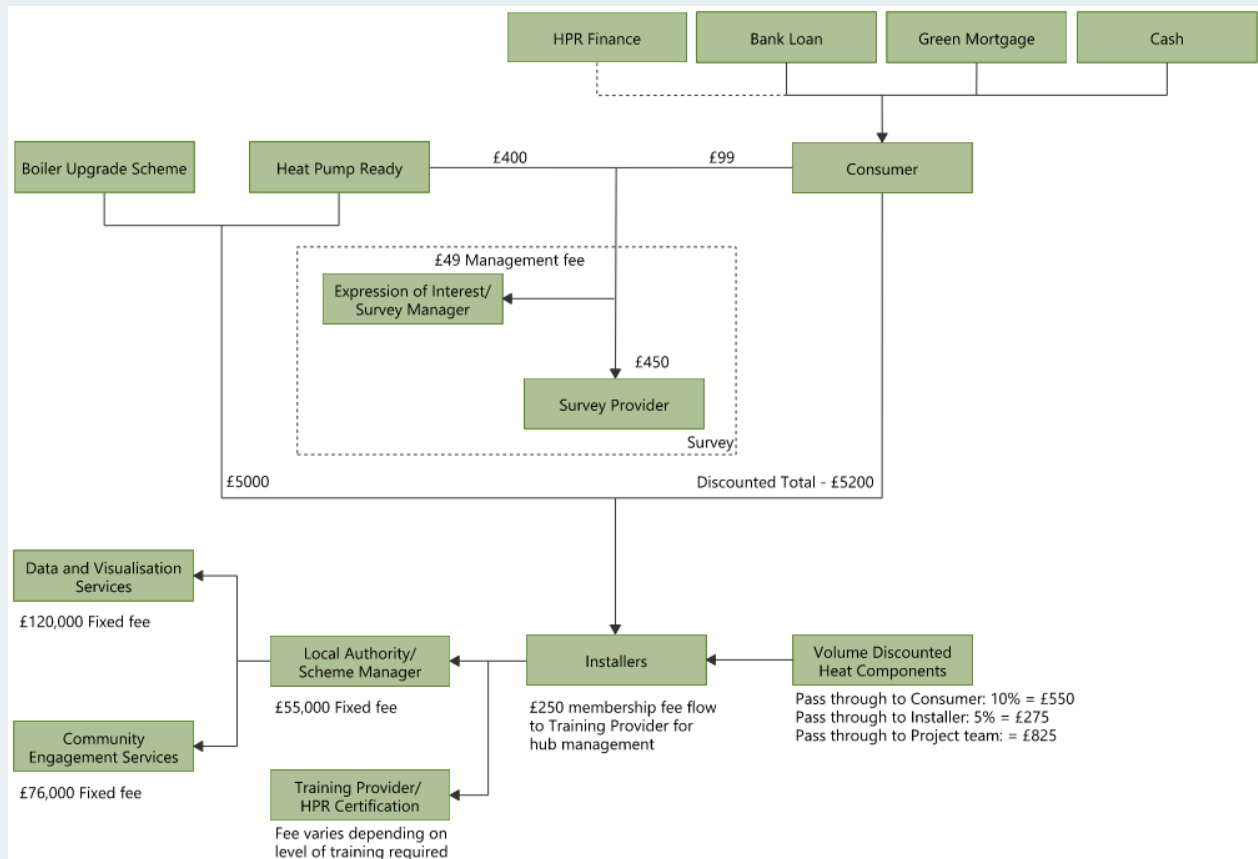 HPR Finance
Bank Loan
Green Mortgage
Cash
Boiler Upgrade Scheme
Heat Pump Ready
£400
£99
Consumer
£49 Management fee
Expression of Interest/
Survey Manager
£450
Survey Provider
Survey
£5000
Discounted Total - £5200
Data and Visualisation
Services
£120,000 Fixed fee
Local Authority/
Scheme Manager
£55,000 Fixed fee
Installers
£250 membership fee flow
to Training Provider for
hub management
Volume Discounted
Heat Components
Pass through to Consumer: 10% = £550
Pass through to Installer: 5% = £275
Pass through to Project team: = £825
Community
Engagement Services
£76,000 Fixed fee
Training Provider/
HPR Certification
Fee varies depending on
level of training required